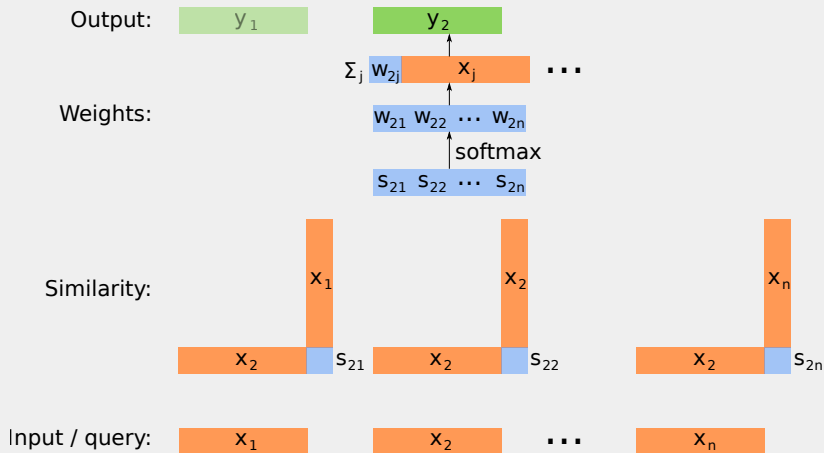 Output: y₁ y₂
Σⱼ w₂ⱼ xⱼ ...
Weights: w₂₁ w₂₂ ... w₂ₙ
softmax
s₂₁ s₂₂ ... s₂ₙ
x₁ x₂ xₙ
Similarity:
x₂ s₂₁ x₂ s₂₂ x₂ s₂ₙ
Input / query: x₁ x₂ ... xₙ